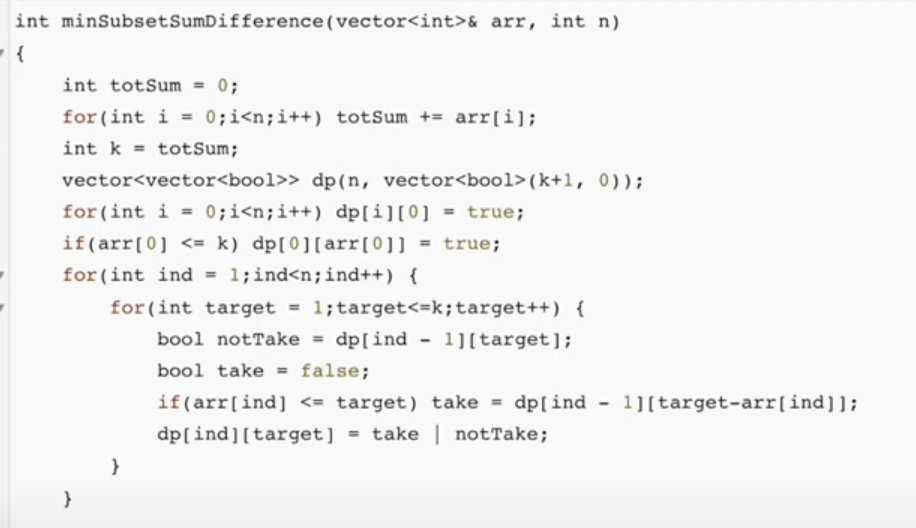 int minSubsetSumDifference(vector<int>& arr, int n)
{
    int totSum = 0;
    for(int i = 0;i<n;i++) totSum += arr[i];
    int k = totSum;
    vector<vector<bool>> dp(n, vector<bool>(k+1, 0));
    for(int i = 0;i<n;i++) dp[i][0] = true;
    if(arr[0] <= k) dp[0][arr[0]] = true;
    for(int ind = 1;ind<n;ind++) {
        for(int target = 1;target<=k;target++) {
            bool notTake = dp[ind - 1][target];
            bool take = false;
            if(arr[ind] <= target) take = dp[ind - 1][target-arr[ind]];
            dp[ind][target] = take | notTake;
        }
    }